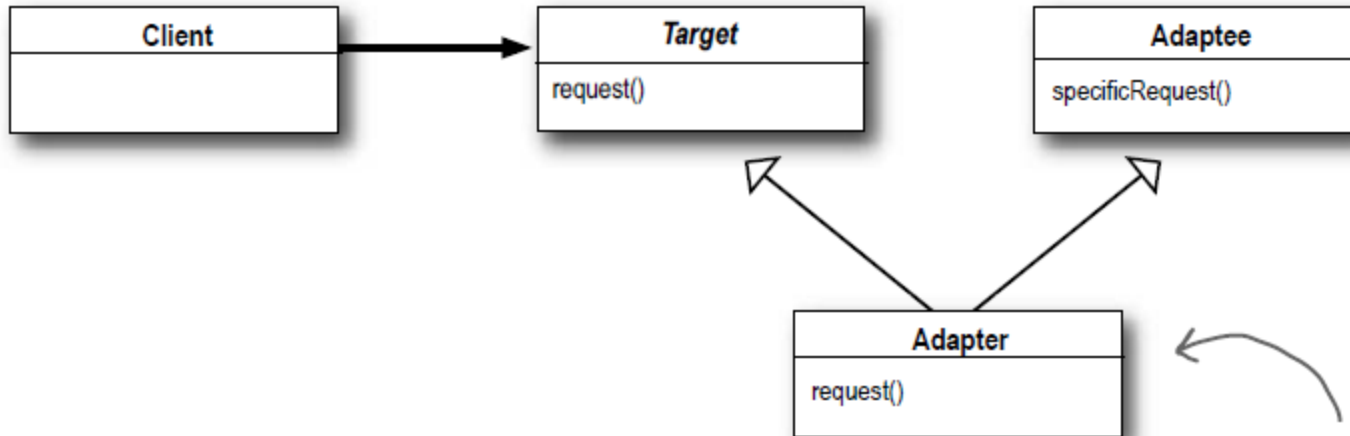 Client
Target
request()
Adaptee
specificRequest()
Adapter
request()